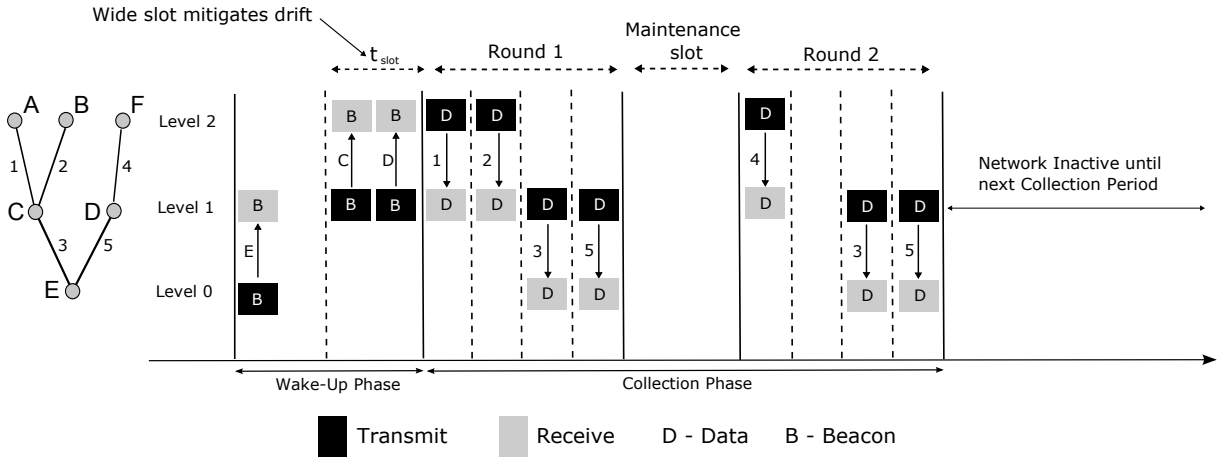 Wide slot mitigates drift
t slot
Round 1
Maintenance
slot
Round 2
A B F
Level 2
B B D D D
1 2 4
C D 1 2 4
Network Inactive until
next Collection Period
C D
Level 1
B B B D D D D D D D
3 5
E 3 5 3 5
E
Level 0
B D D D D
Wake-Up Phase
Collection Phase
Transmit
Receive
D - Data
B - Beacon